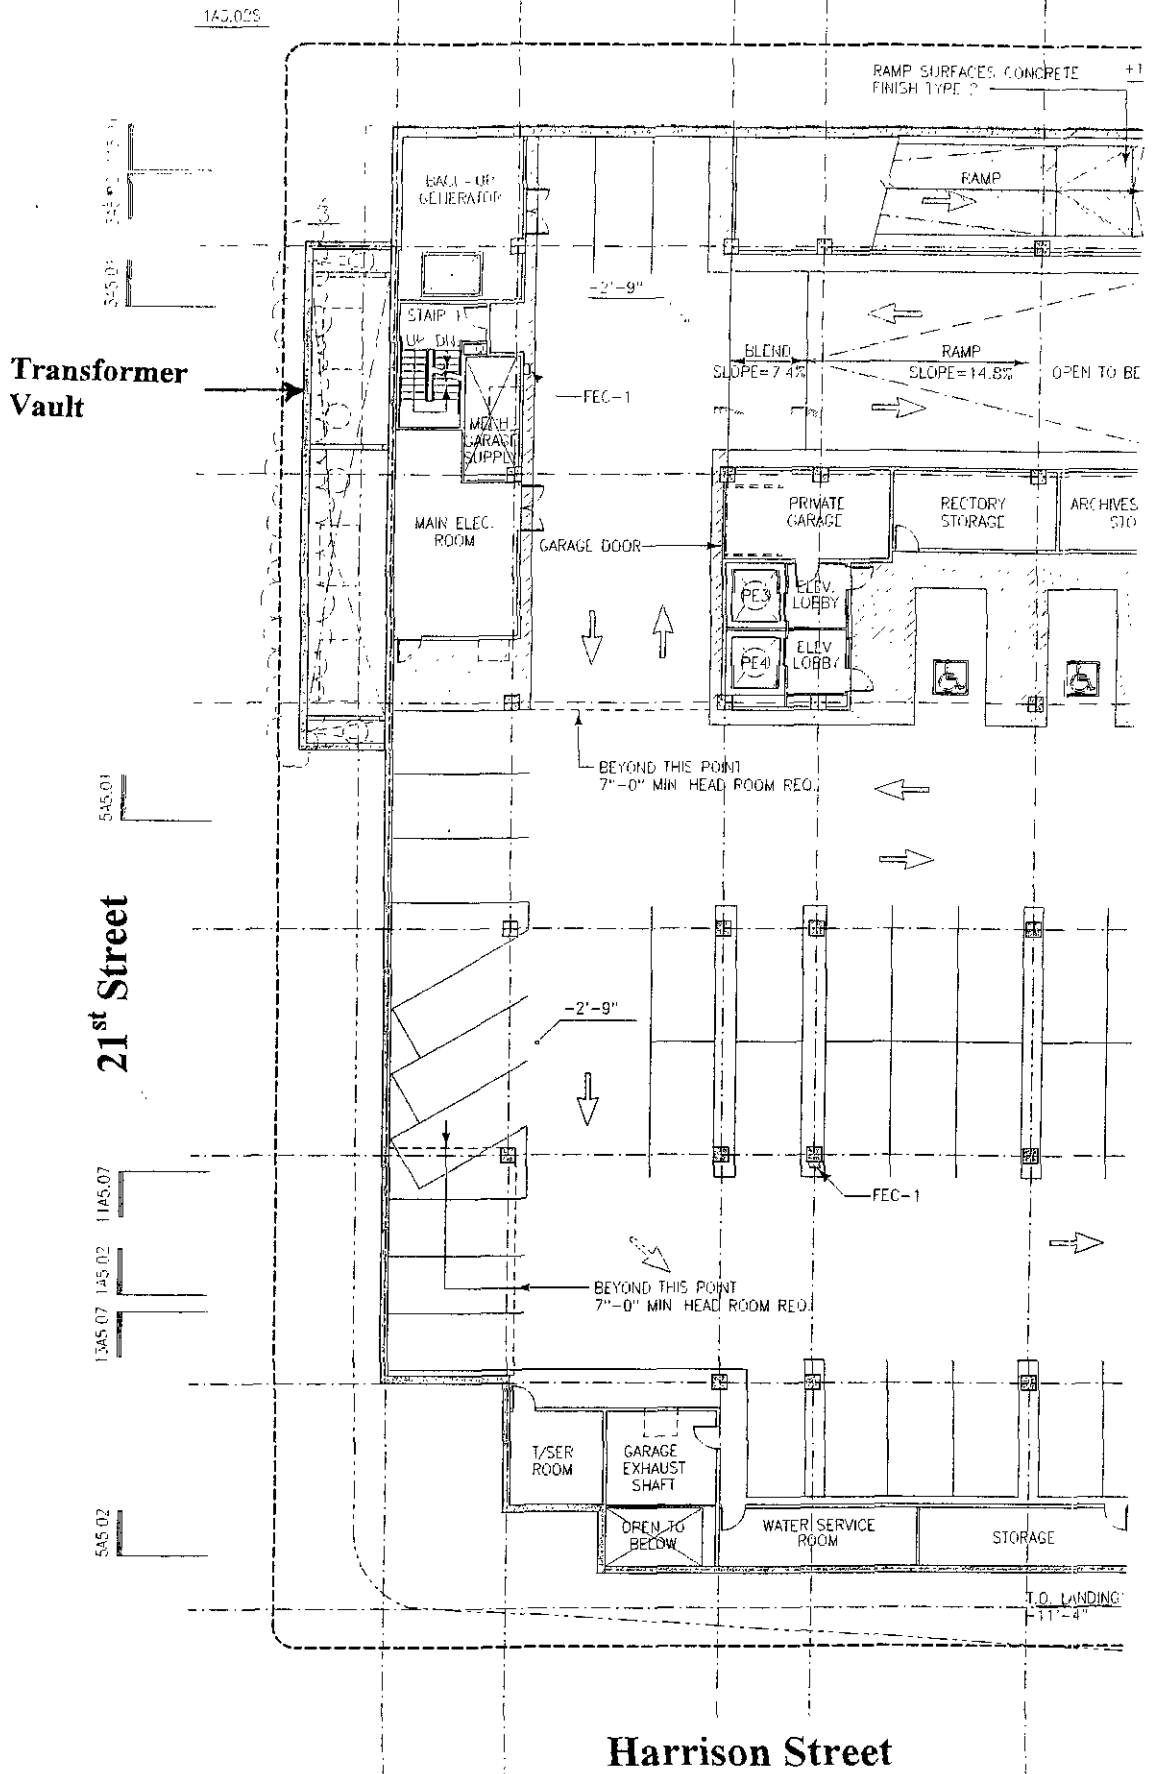 RAMP SURFACES CONCRETE
BACK-UP
GENERATOR
RAMP
3A5.01
-2'-9"
STAIR 1
UP DN
Transformer
Vault
BLEND
SLOPE=7.4%
RAMP
SLOPE=14.8%
OPEN TO BE
FEC-1
MECH
GARAGE
SUPPLY
MAIN ELEC.
ROOM
GARAGE DOOR
PRIVATE
GARAGE
RECTORY
STORAGE
ARCHIVES
STO
PE3
ELEV.
LOBBY
PE4
ELEV
LOBBY
BEYOND THIS POINT
7"-0" MIN HEAD ROOM REQ.
5A5.01
21st Street
-2'-9"
11A5.07
FEC-1
1A5.02
BEYOND THIS POINT
7"-0" MIN HEAD ROOM REQ.
13A5.07
T/SER
ROOM
GARAGE
EXHAUST
SHAFT
5A5.02
OPEN TO
BELOW
WATER SERVICE
ROOM
STORAGE
T.O. LANDING
-11'-4"
Harrison Street